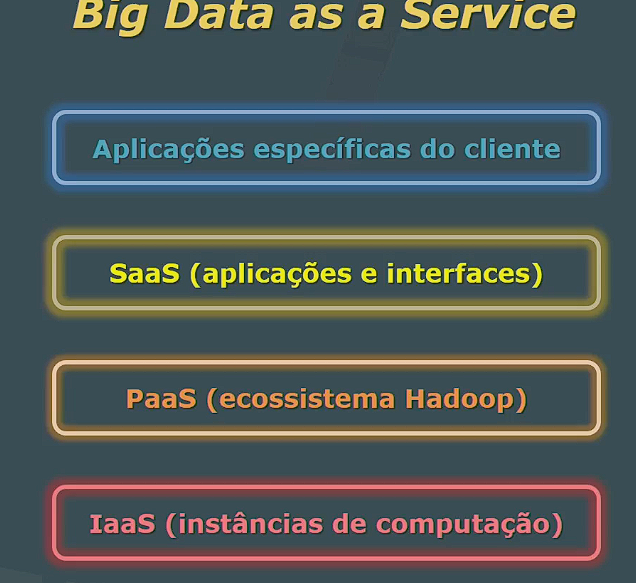 Big Data as a Service
Aplicações específicas do cliente
SaaS (aplicações e interfaces)
PaaS (ecossistema Hadoop)
IaaS (instâncias de computação)